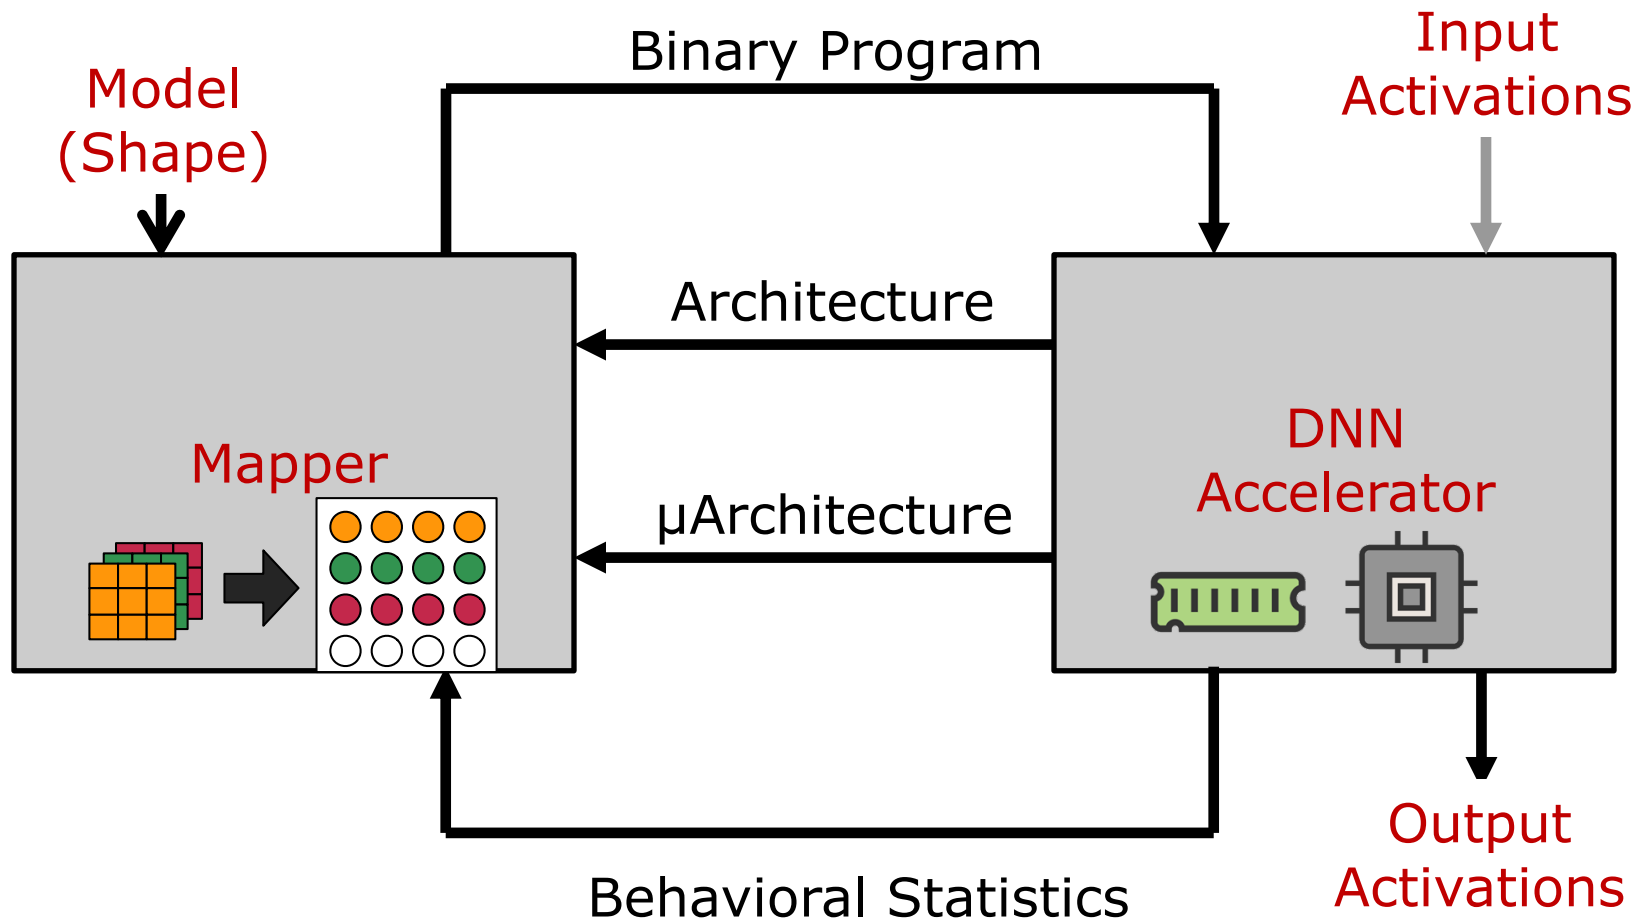 Binary Program
Input
Activations
Model
(Shape)
Architecture
Mapper
DNN
Accelerator
µArchitecture
Output
Activations
Behavioral Statistics